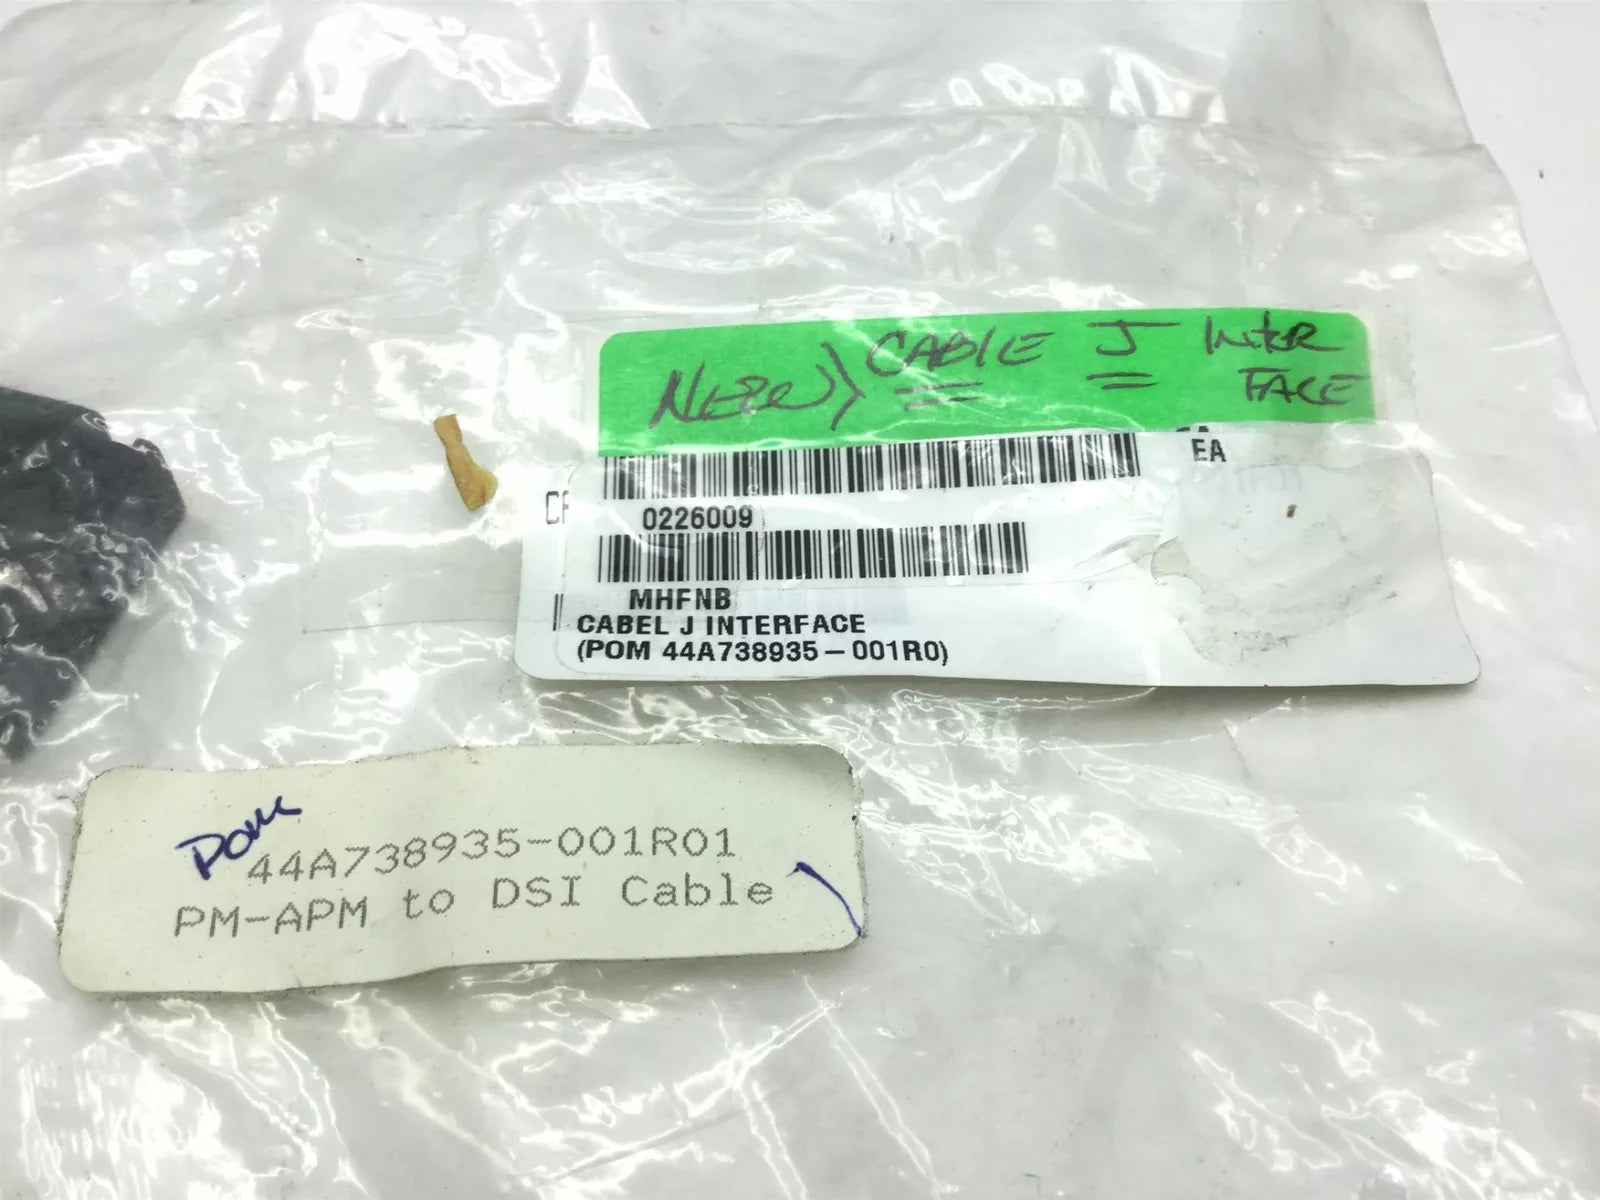 NEW) CABLE J INTER
FACE
EA
0226009
MHFNB
CABEL J INTERFACE
(POM 44A738935-001R0)
POM
44A738935-001R01
PM-APM to DSI Cable